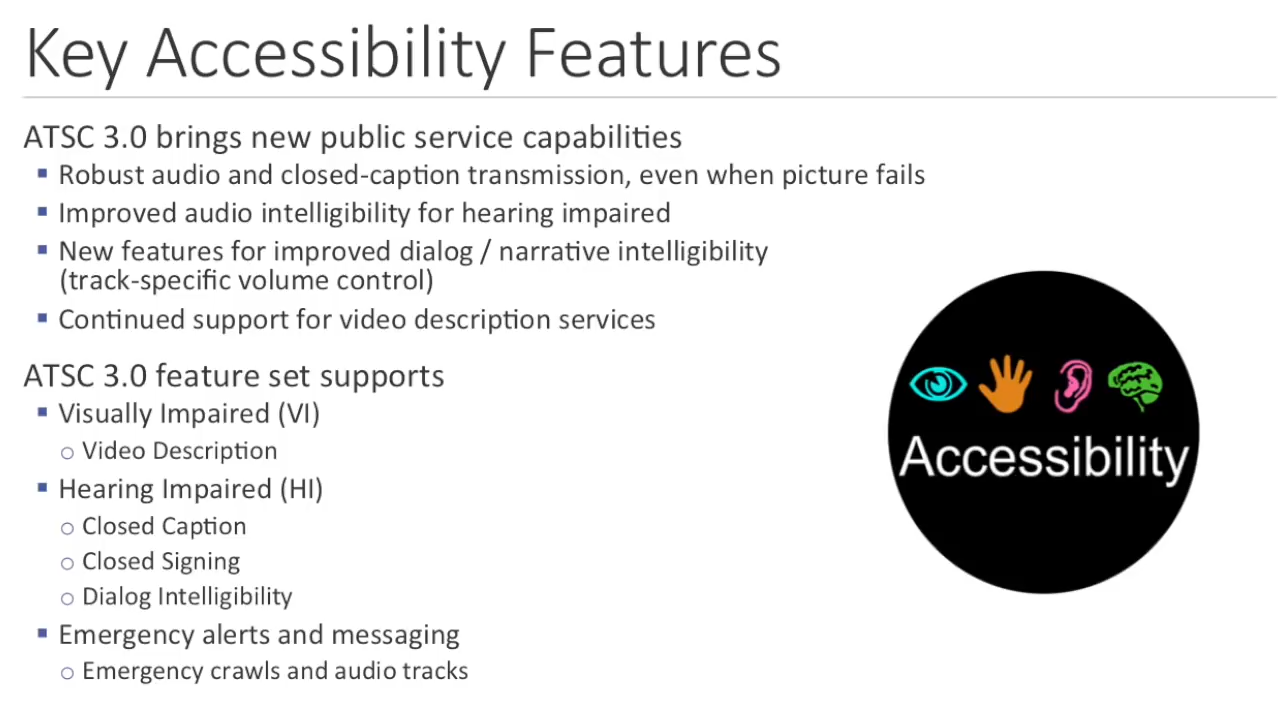 Key Accessibility Features
ATSC 3.0 brings new public service capabilities
▪ Robust audio and closed-caption transmission, even when picture fails
▪ Improved audio intelligibility for hearing impaired
▪ New features for improved dialog / narrative intelligibility
(track-specific volume control)
▪ Continued support for video description services
ATSC 3.0 feature set supports
▪ Visually Impaired (VI)
o Video Description
▪ Hearing Impaired (HI)
o Closed Caption
o Closed Signing
o Dialog Intelligibility
▪ Emergency alerts and messaging
o Emergency crawls and audio tracks
Accessibility